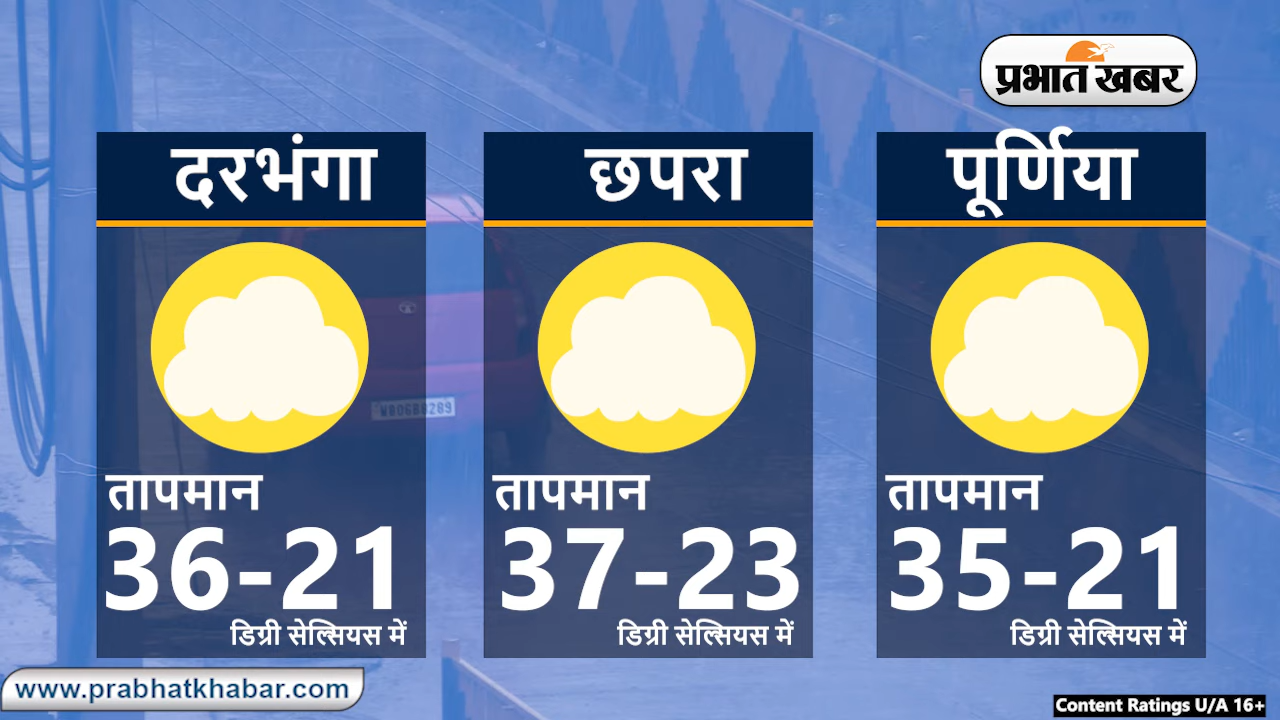 प्रभात खबर
दरभंगा
तापमान
36-21
डिग्री सेल्सियस में
छपरा
तापमान
37-23
डिग्री सेल्सियस में
पूर्णिया
तापमान
35-21
डिग्री सेल्सियस में
www.prabhatkhabar.com
Content Ratings U/A 16+